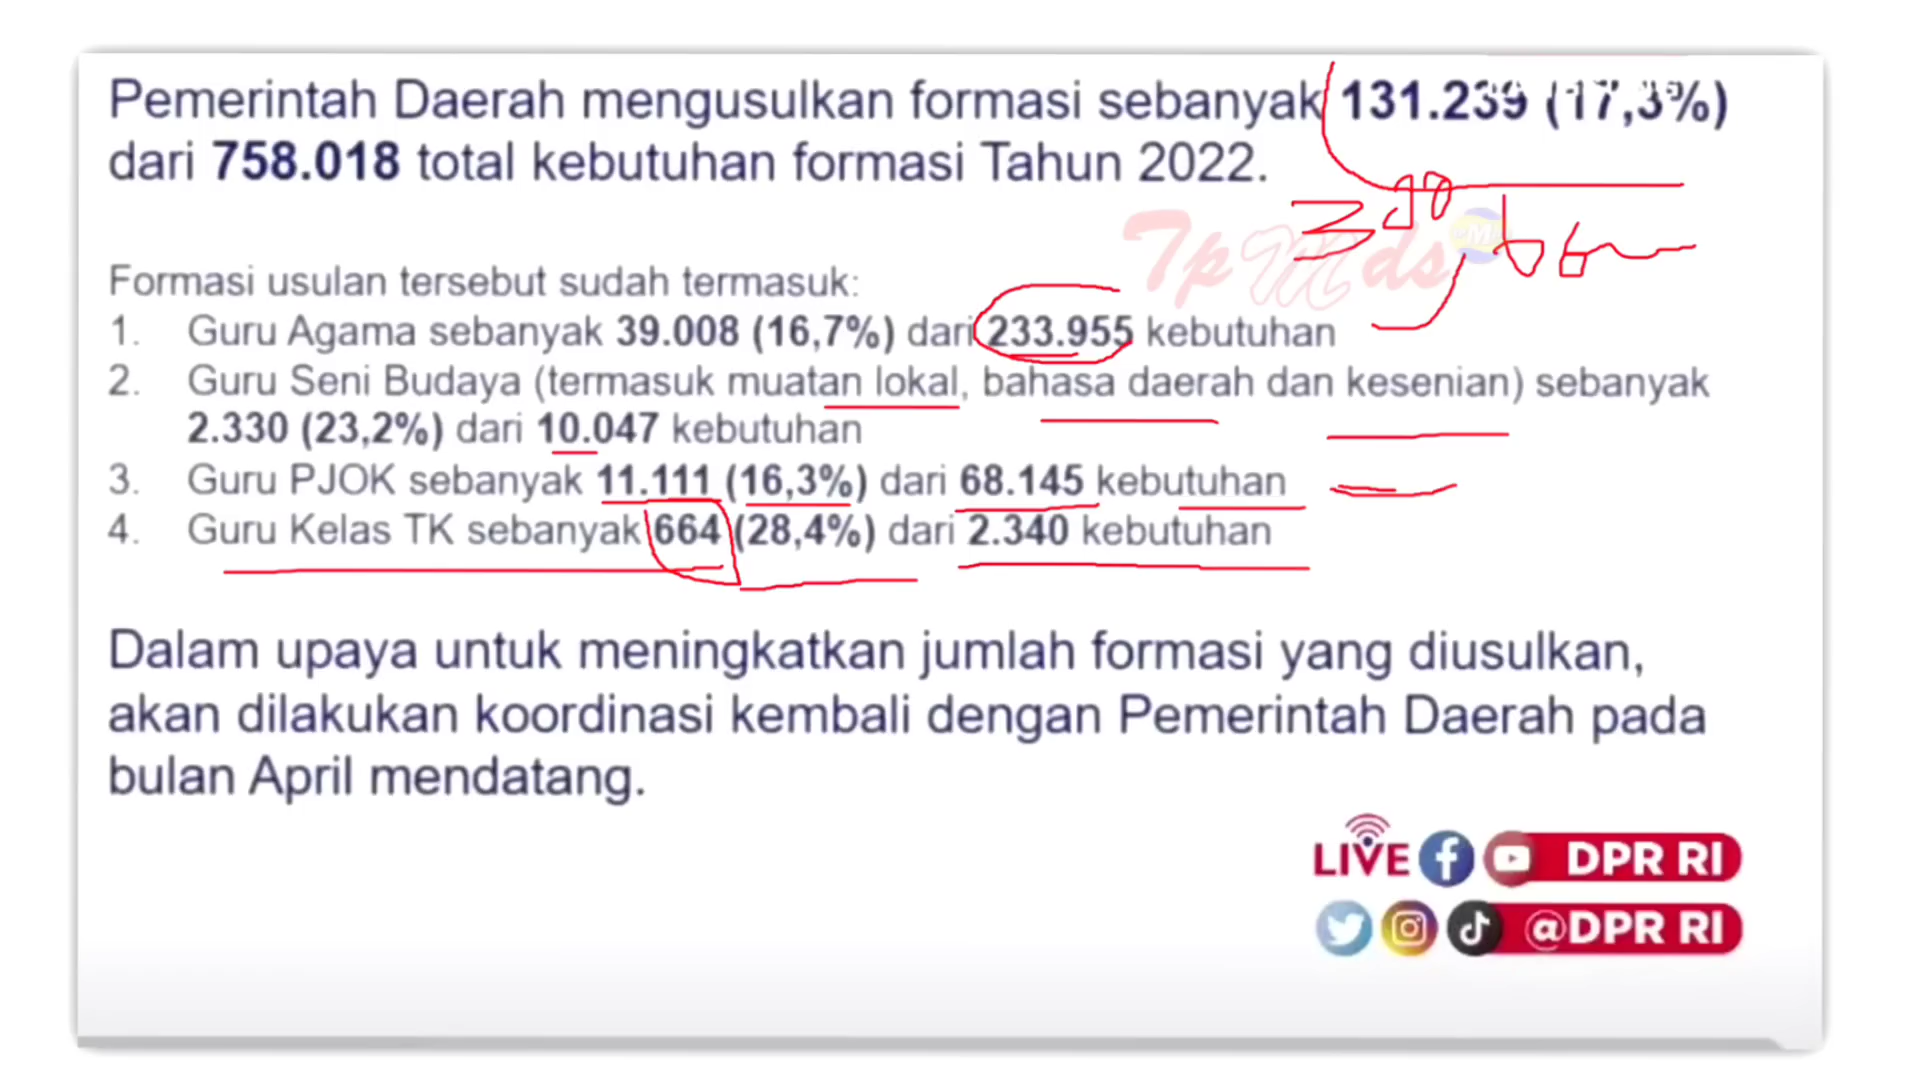 Pemerintah Daerah mengusulkan formasi sebanyak 131.239 (17,3%)
dari 758.018 total kebutuhan formasi Tahun 2022.
Tp Mds
Formasi usulan tersebut sudah termasuk:
1. Guru Agama sebanyak 39.008 (16,7%) dari 233.955 kebutuhan
2. Guru Seni Budaya (termasuk muatan lokal, bahasa daerah dan kesenian) sebanyak
2.330 (23,2%) dari 10.047 kebutuhan
3. Guru PJOK sebanyak 11.111 (16,3%) dari 68.145 kebutuhan
4. Guru Kelas TK sebanyak 664 (28,4%) dari 2.340 kebutuhan
Dalam upaya untuk meningkatkan jumlah formasi yang diusulkan,
akan dilakukan koordinasi kembali dengan Pemerintah Daerah pada
bulan April mendatang.
LIVE DPR RI
@DPR RI